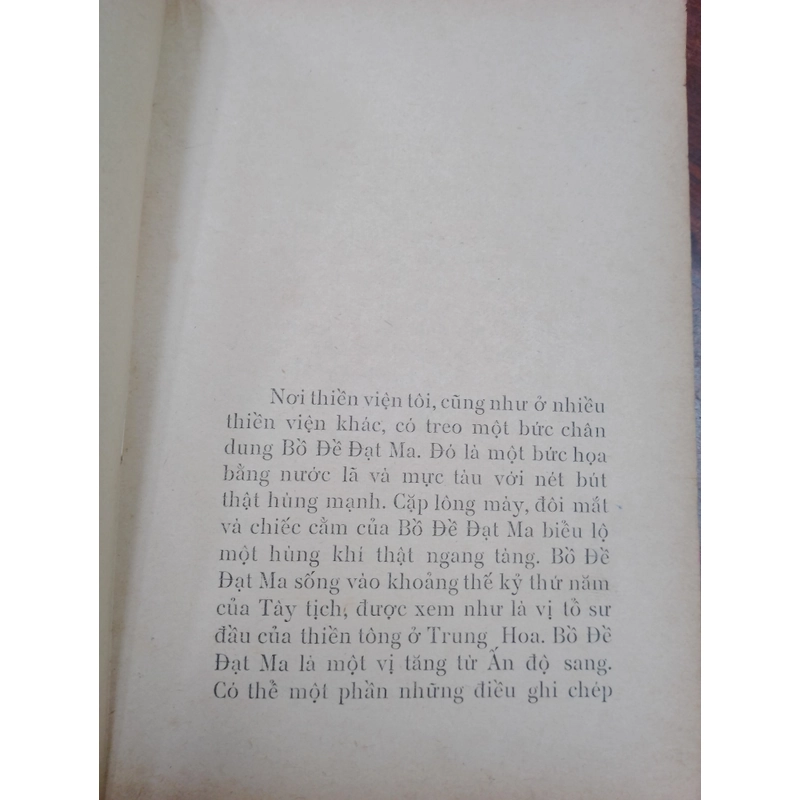 Nơi thiền viện tôi, cũng như ở nhiều
thiền viện khác, có treo một bức chân
dung Bồ Đề Đạt Ma. Đó là một bức họa
bằng nước lã và mực tàu với nét bút
thật hùng mạnh. Cặp lông mày, đôi mắt
và chiếc cằm của Bồ Đề Đạt Ma biểu lộ
một hùng khí thật ngang tàng. Bồ Đề
Đạt Ma sống vào khoảng thế kỷ thứ năm
của Tây tịch, được xem như là vị tổ sư
đầu của thiền tông ở Trung Hoa. Bồ Đề
Đạt Ma là một vị tăng từ Ấn độ sang.
Có thể một phần những điều ghi chép